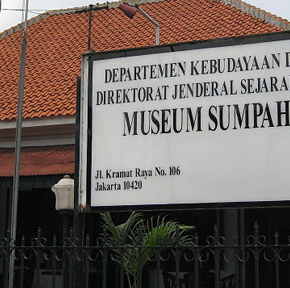 DEPARTEMEN KEBUDAYAAN D
DIREKTORAT JENDERAL SEJARA
MUSEUM SUMPAH
Jl. Kramat Raya No. 106
Jakarta 10420